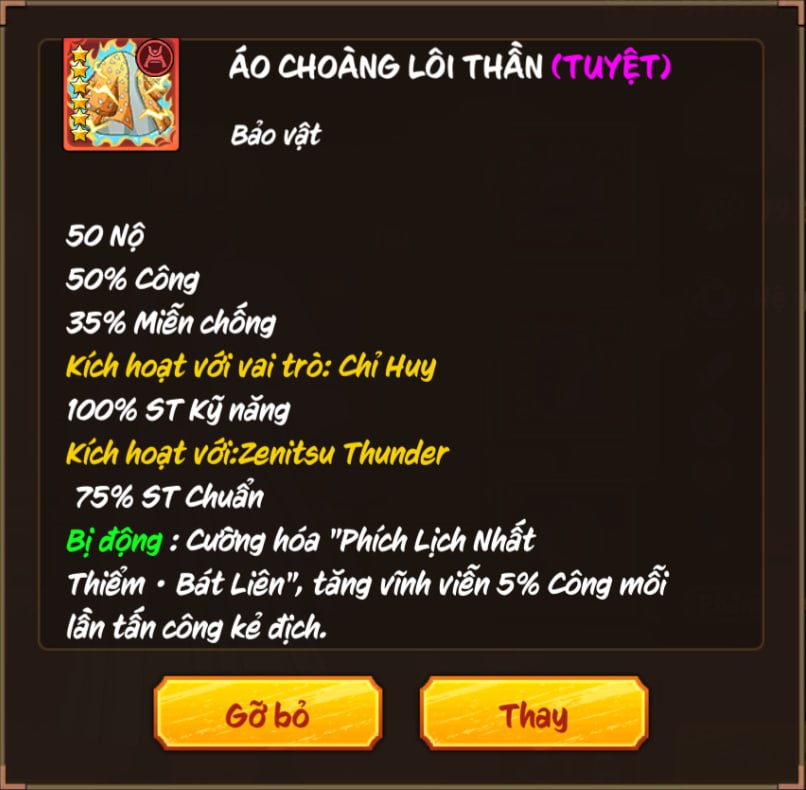 ÁO CHOÀNG LÔI THẦN (TUYỆT)
Bảo vật
50 Nộ
50% Công
35% Miễn chống
Kích hoạt với vai trò: Chỉ Huy
100% ST Kỹ năng
Kích hoạt với:Zenitsu Thunder
75% ST Chuẩn
Bị động : Cường hóa "Phích Lịch Nhất
Thiểm • Bát Liên", tăng vĩnh viễn 5% Công mỗi
lần tấn công kẻ địch.
Gỡ bỏ
Thay